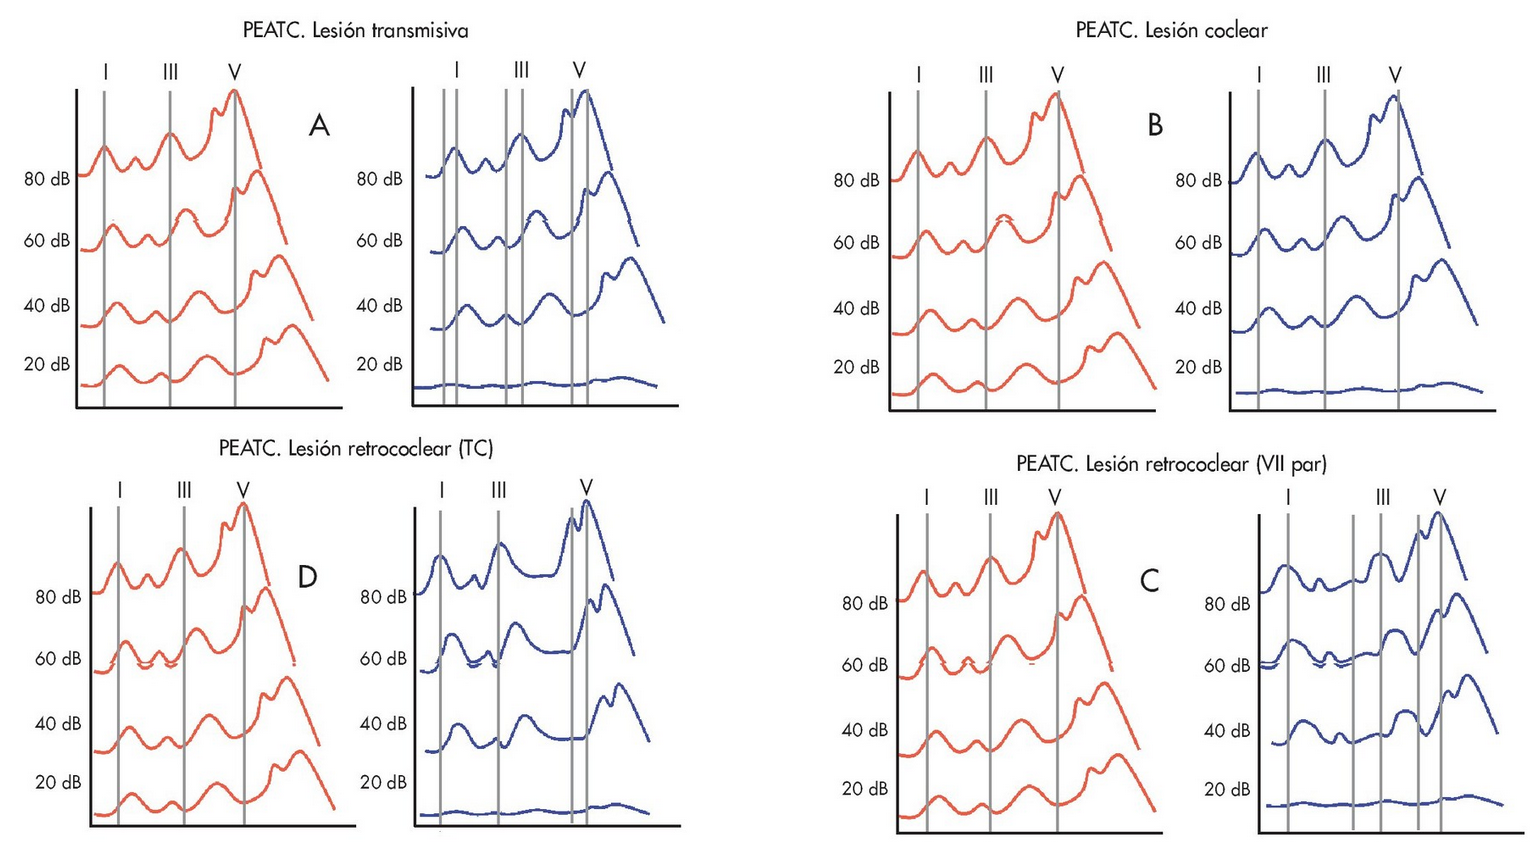 PEATC. Lesión transmisiva
I III V
I III V
A
80 dB
60 dB
40 dB
20 dB
80 dB
60 dB
40 dB
20 dB
PEATC. Lesión coclear
I III V
I III V
B
80 dB
60 dB
40 dB
20 dB
80 dB
60 dB
40 dB
20 dB
PEATC. Lesión retrococlear (TC)
I III V
I III V
D
80 dB
60 dB
40 dB
20 dB
80 dB
60 dB
40 dB
20 dB
PEATC. Lesión retrococlear (VII par)
I III V
I III V
C
80 dB
60 dB
40 dB
20 dB
80 dB
60 dB
40 dB
20 dB